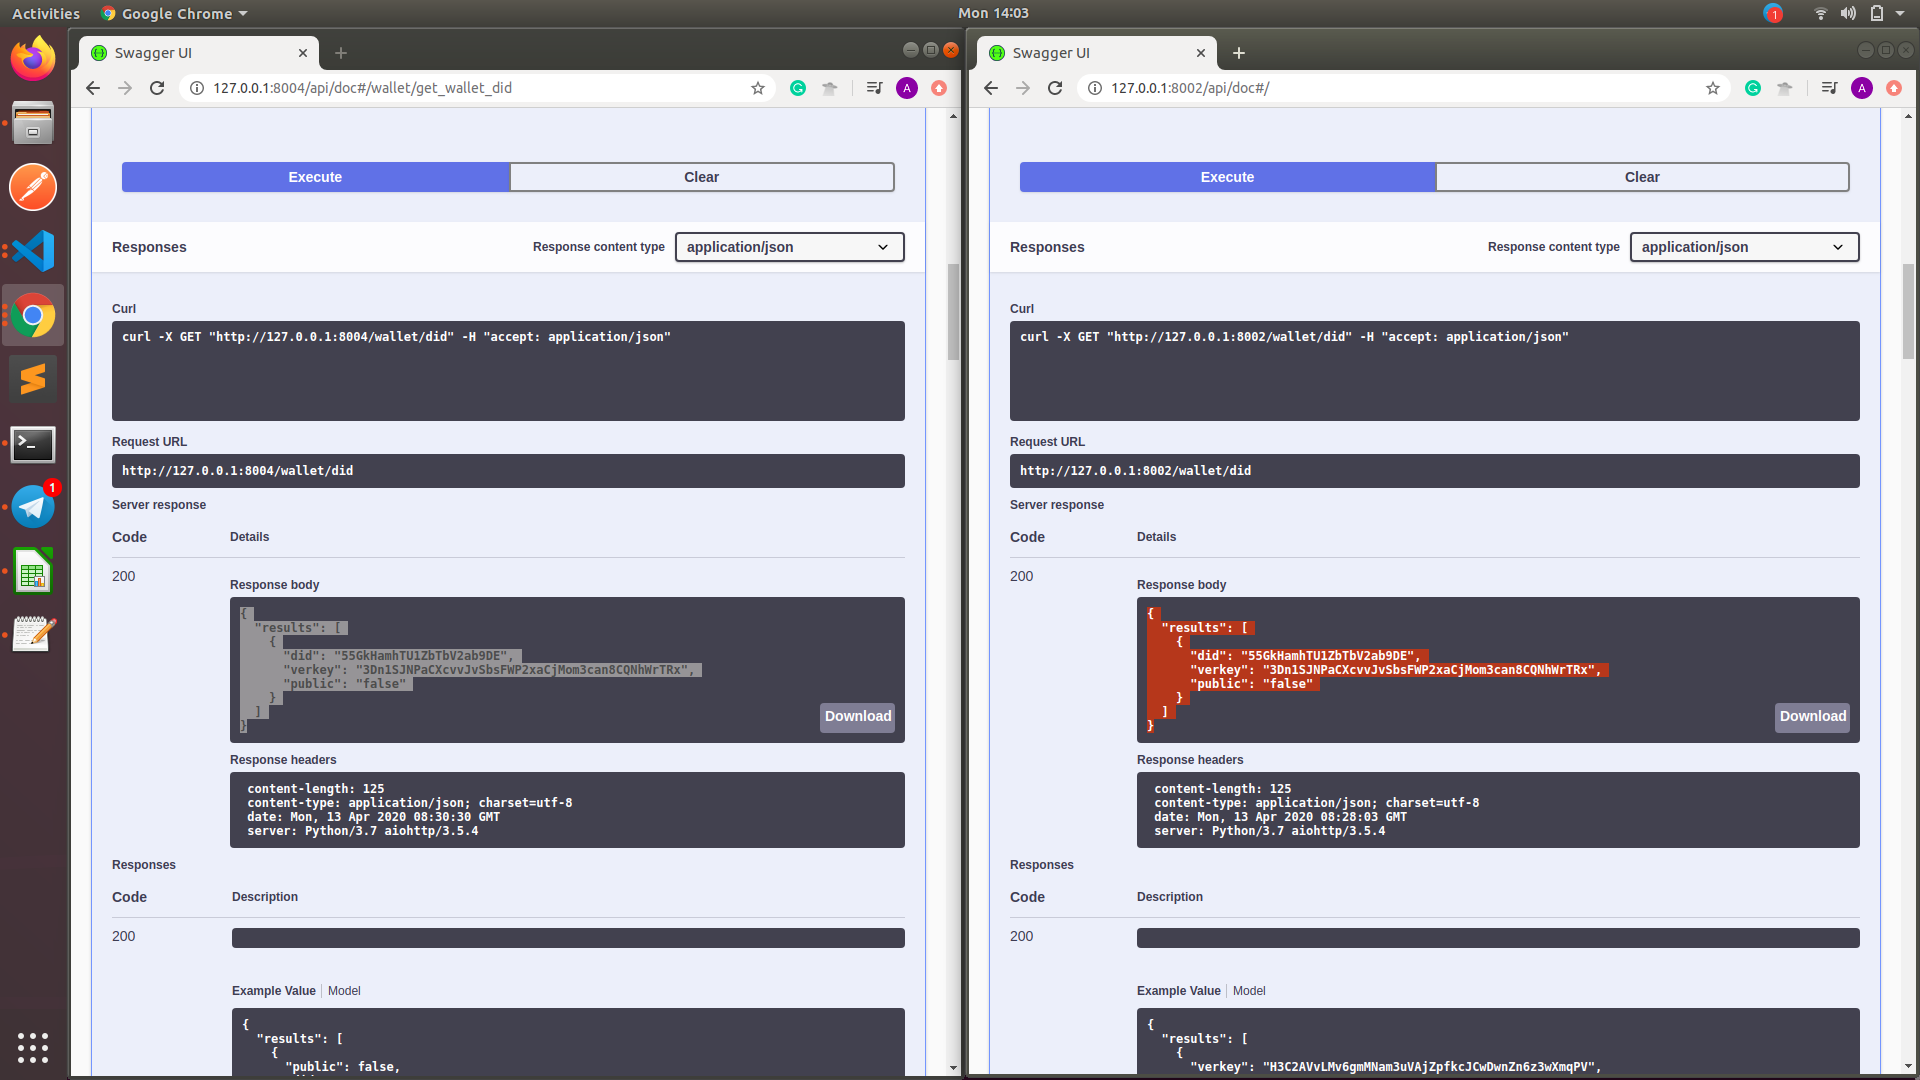 Activities
Google Chrome
Mon 14:03
1
Swagger UI
127.0.0.1:8004/api/doc#/wallet/get_wallet_did
A
Execute
Clear
Responses
Response content type
application/json
Curl
curl -X GET "http://127.0.0.1:8004/wallet/did" -H "accept: application/json"
Request URL
http://127.0.0.1:8004/wallet/did
Server response
Code
Details
200
Response body
{
"results": [
{
"did": "55GkHamhTU1ZbTbV2ab9DE",
"verkey": "3Dn1SJNPaCXcvvJvSbsFWP2xaCjMom3can8CQNhWrTRx",
"public": "false"
}
]
}
Download
Response headers
content-length: 125
content-type: application/json; charset=utf-8
date: Mon, 13 Apr 2020 08:30:30 GMT
server: Python/3.7 aiohttp/3.5.4
Responses
Code
Description
200
Example Value
Model
{
"results": [
{
"public": false,
Swagger UI
127.0.0.1:8002/api/doc#/
A
Execute
Clear
Responses
Response content type
application/json
Curl
curl -X GET "http://127.0.0.1:8002/wallet/did" -H "accept: application/json"
Request URL
http://127.0.0.1:8002/wallet/did
Server response
Code
Details
200
Response body
{
"results": [
{
"did": "55GkHamhTU1ZbTbV2ab9DE",
"verkey": "3Dn1SJNPaCXcvvJvSbsFWP2xaCjMom3can8CQNhWrTRx",
"public": "false"
}
]
}
Download
Response headers
content-length: 125
content-type: application/json; charset=utf-8
date: Mon, 13 Apr 2020 08:28:03 GMT
server: Python/3.7 aiohttp/3.5.4
Responses
Code
Description
200
Example Value
Model
{
"results": [
{
"verkey": "H3C2AVvLMv6gmMNam3uVAjZpfkcJCwDwnZn6z3wXmqPV",
1